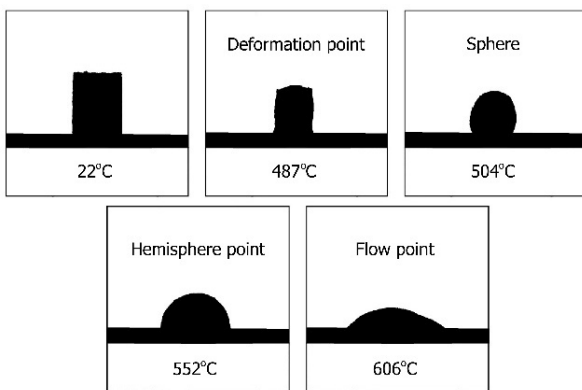 22°C
Deformation point
487°C
Sphere
504°C
Hemisphere point
552°C
Flow point
606°C